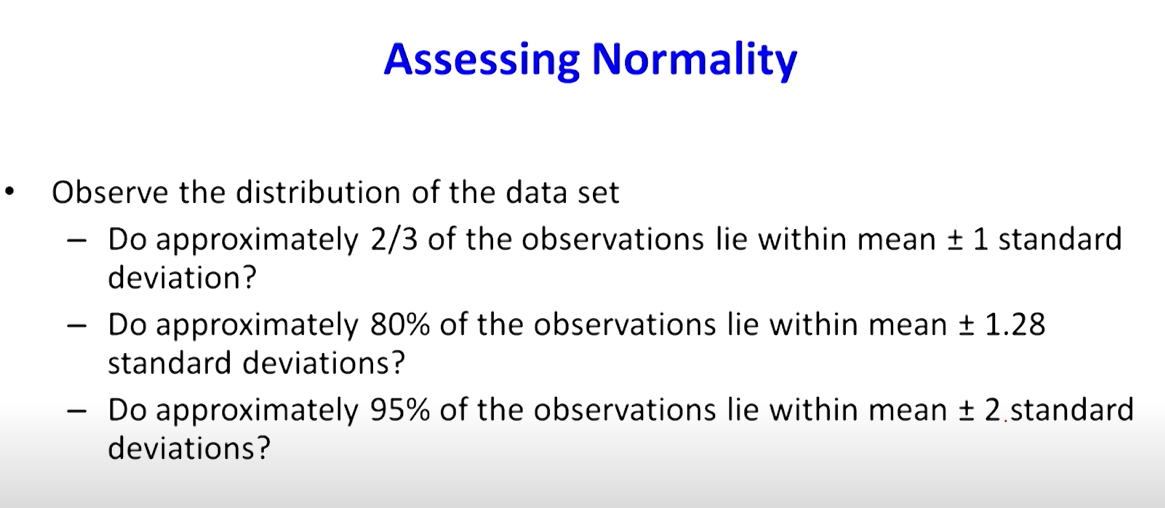 Assessing Normality
• Observe the distribution of the data set
– Do approximately 2/3 of the observations lie within mean ± 1 standard
deviation?
– Do approximately 80% of the observations lie within mean ± 1.28
standard deviations?
– Do approximately 95% of the observations lie within mean ± 2 standard
deviations?